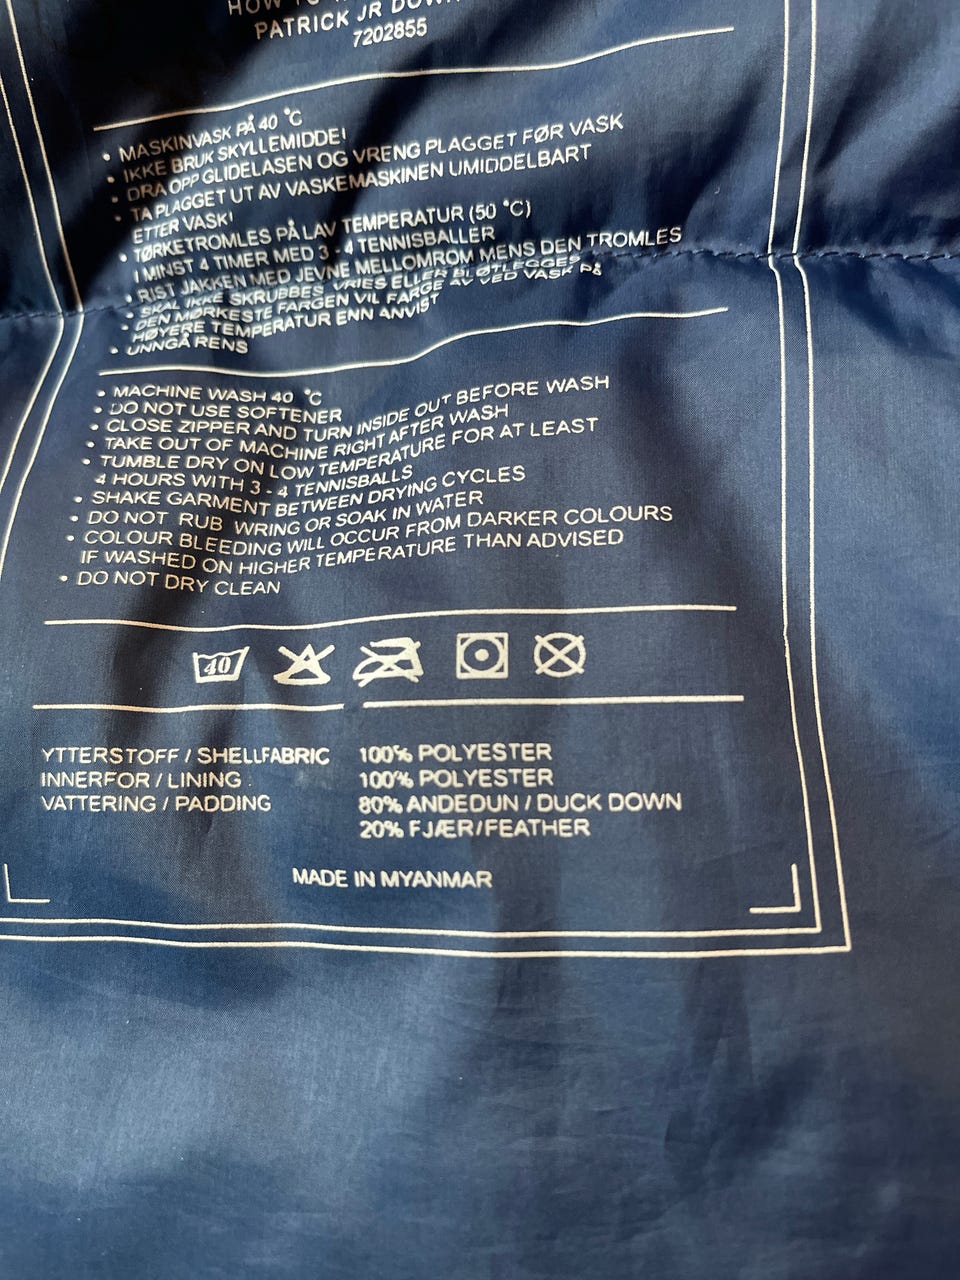 HOW TO
PATRICK JR DOW
7202855
• MASKINVASK PÅ 40 °C
• IKKE BRUK SKYLLEMIDDEL
• DRA OPP GLIDELASEN OG VRENG PLAGGET FØR VASK
• TA PLAGGET UT AV VASKEMASKINEN UMIDDELBART
ETTER VASK!
• TØRKETROMLES PÅ LAV TEMPERATUR (50 °C)
I MINST 4 TIMER MED 3 - 4 TENNISBALLER
• RIST JAKKEN MED JEVNE MELLOMROM MENS DEN TROMLES
• SKAL IKKE SKRUBBES VRIES ELLER BLØTLEGGES
• DEN MØRKESTE FARGEN VIL FARGE AV VED VASK PÅ
HØYERE TEMPERATUR ENN ANVIST
• UNNGÅ RENS
• MACHINE WASH 40 °C
• DO NOT USE SOFTENER
• CLOSE ZIPPER AND TURN INSIDE OUT BEFORE WASH
• TAKE OUT OF MACHINE RIGHT AFTER WASH
• TUMBLE DRY ON LOW TEMPERATURE FOR AT LEAST
4 HOURS WITH 3 - 4 TENNISBALLS
• SHAKE GARMENT BETWEEN DRYING CYCLES
• DO NOT RUB WRING OR SOAK IN WATER
• COLOUR BLEEDING WILL OCCUR FROM DARKER COLOURS
IF WASHED ON HIGHER TEMPERATURE THAN ADVISED
• DO NOT DRY CLEAN
40
YTTERSTOFF / SHELLFABRIC 100% POLYESTER
INNERFOR / LINING 100% POLYESTER
VATTERING / PADDING 80% ANDEDUN / DUCK DOWN
20% FJÆR/FEATHER
MADE IN MYANMAR